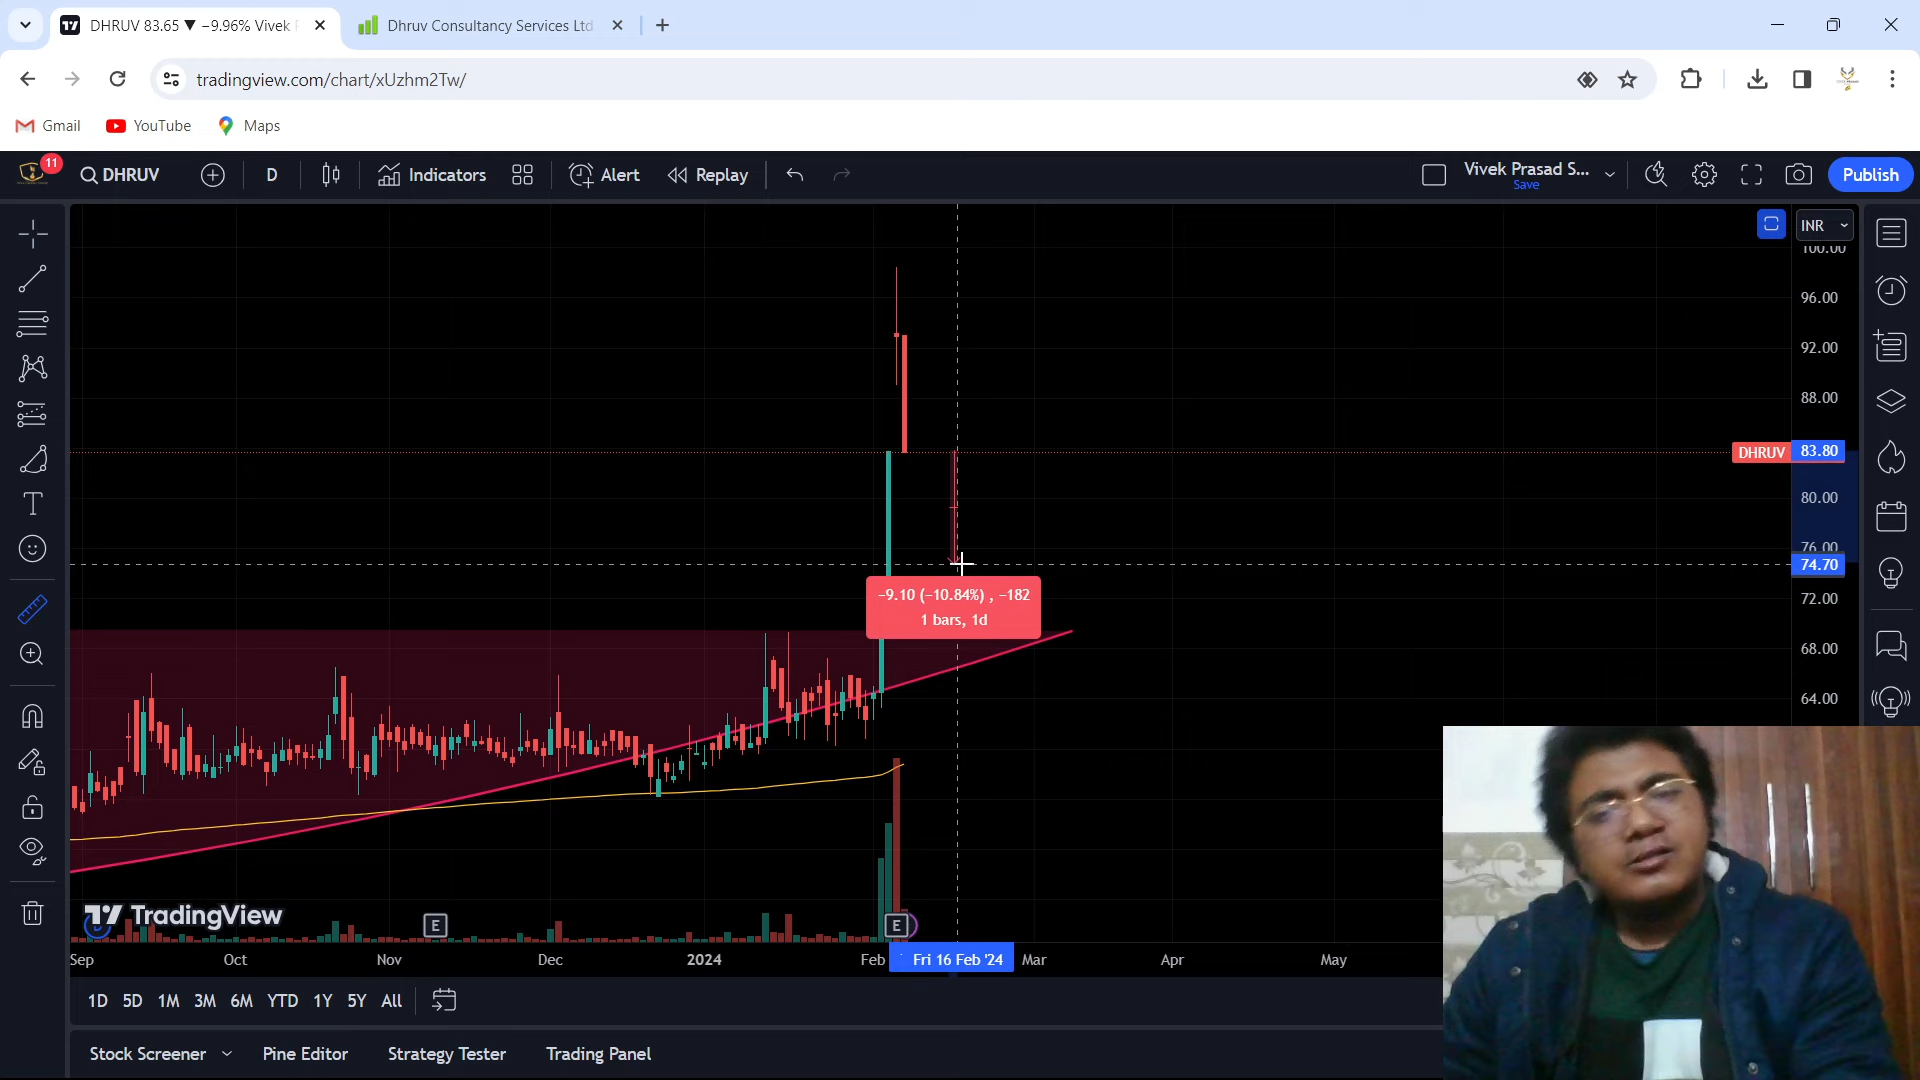 DHRUV 83.65 ▼ −9.96% Vivek
Dhruv Consultancy Services Ltd
tradingview.com/chart/xUzhm2Tw/
Gmail
YouTube
Maps
11
DHRUV
D
Indicators
Alert
Replay
Vivek Prasad S...
Save
Publish
INR
100.00
96.00
92.00
88.00
DHRUV
83.80
80.00
76.00
74.70
72.00
68.00
64.00
−9.10 (−10.84%) , −182
1 bars, 1d
TradingView
E
E
Sep
Oct
Nov
Dec
2024
Feb
Fri 16 Feb '24
Mar
Apr
May
1D
5D
1M
3M
6M
YTD
1Y
5Y
All
Stock Screener
Pine Editor
Strategy Tester
Trading Panel